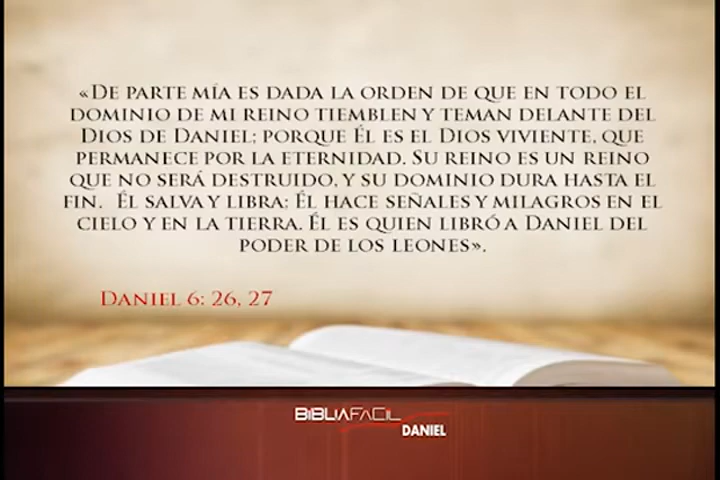 «De parte mía es dada la orden de que en todo el
dominio de mi reino tiemblen y teman delante del
Dios de Daniel; porque Él es el Dios viviente, que
permanece por la eternidad. Su reino es un reino
que no será destruido, y su dominio dura hasta el
fin. Él salva y libra; Él hace señales y milagros en el
cielo y en la tierra. Él es quien libró a Daniel del
poder de los leones».
Daniel 6: 26, 27
BIBLIAFACIL
DANIEL